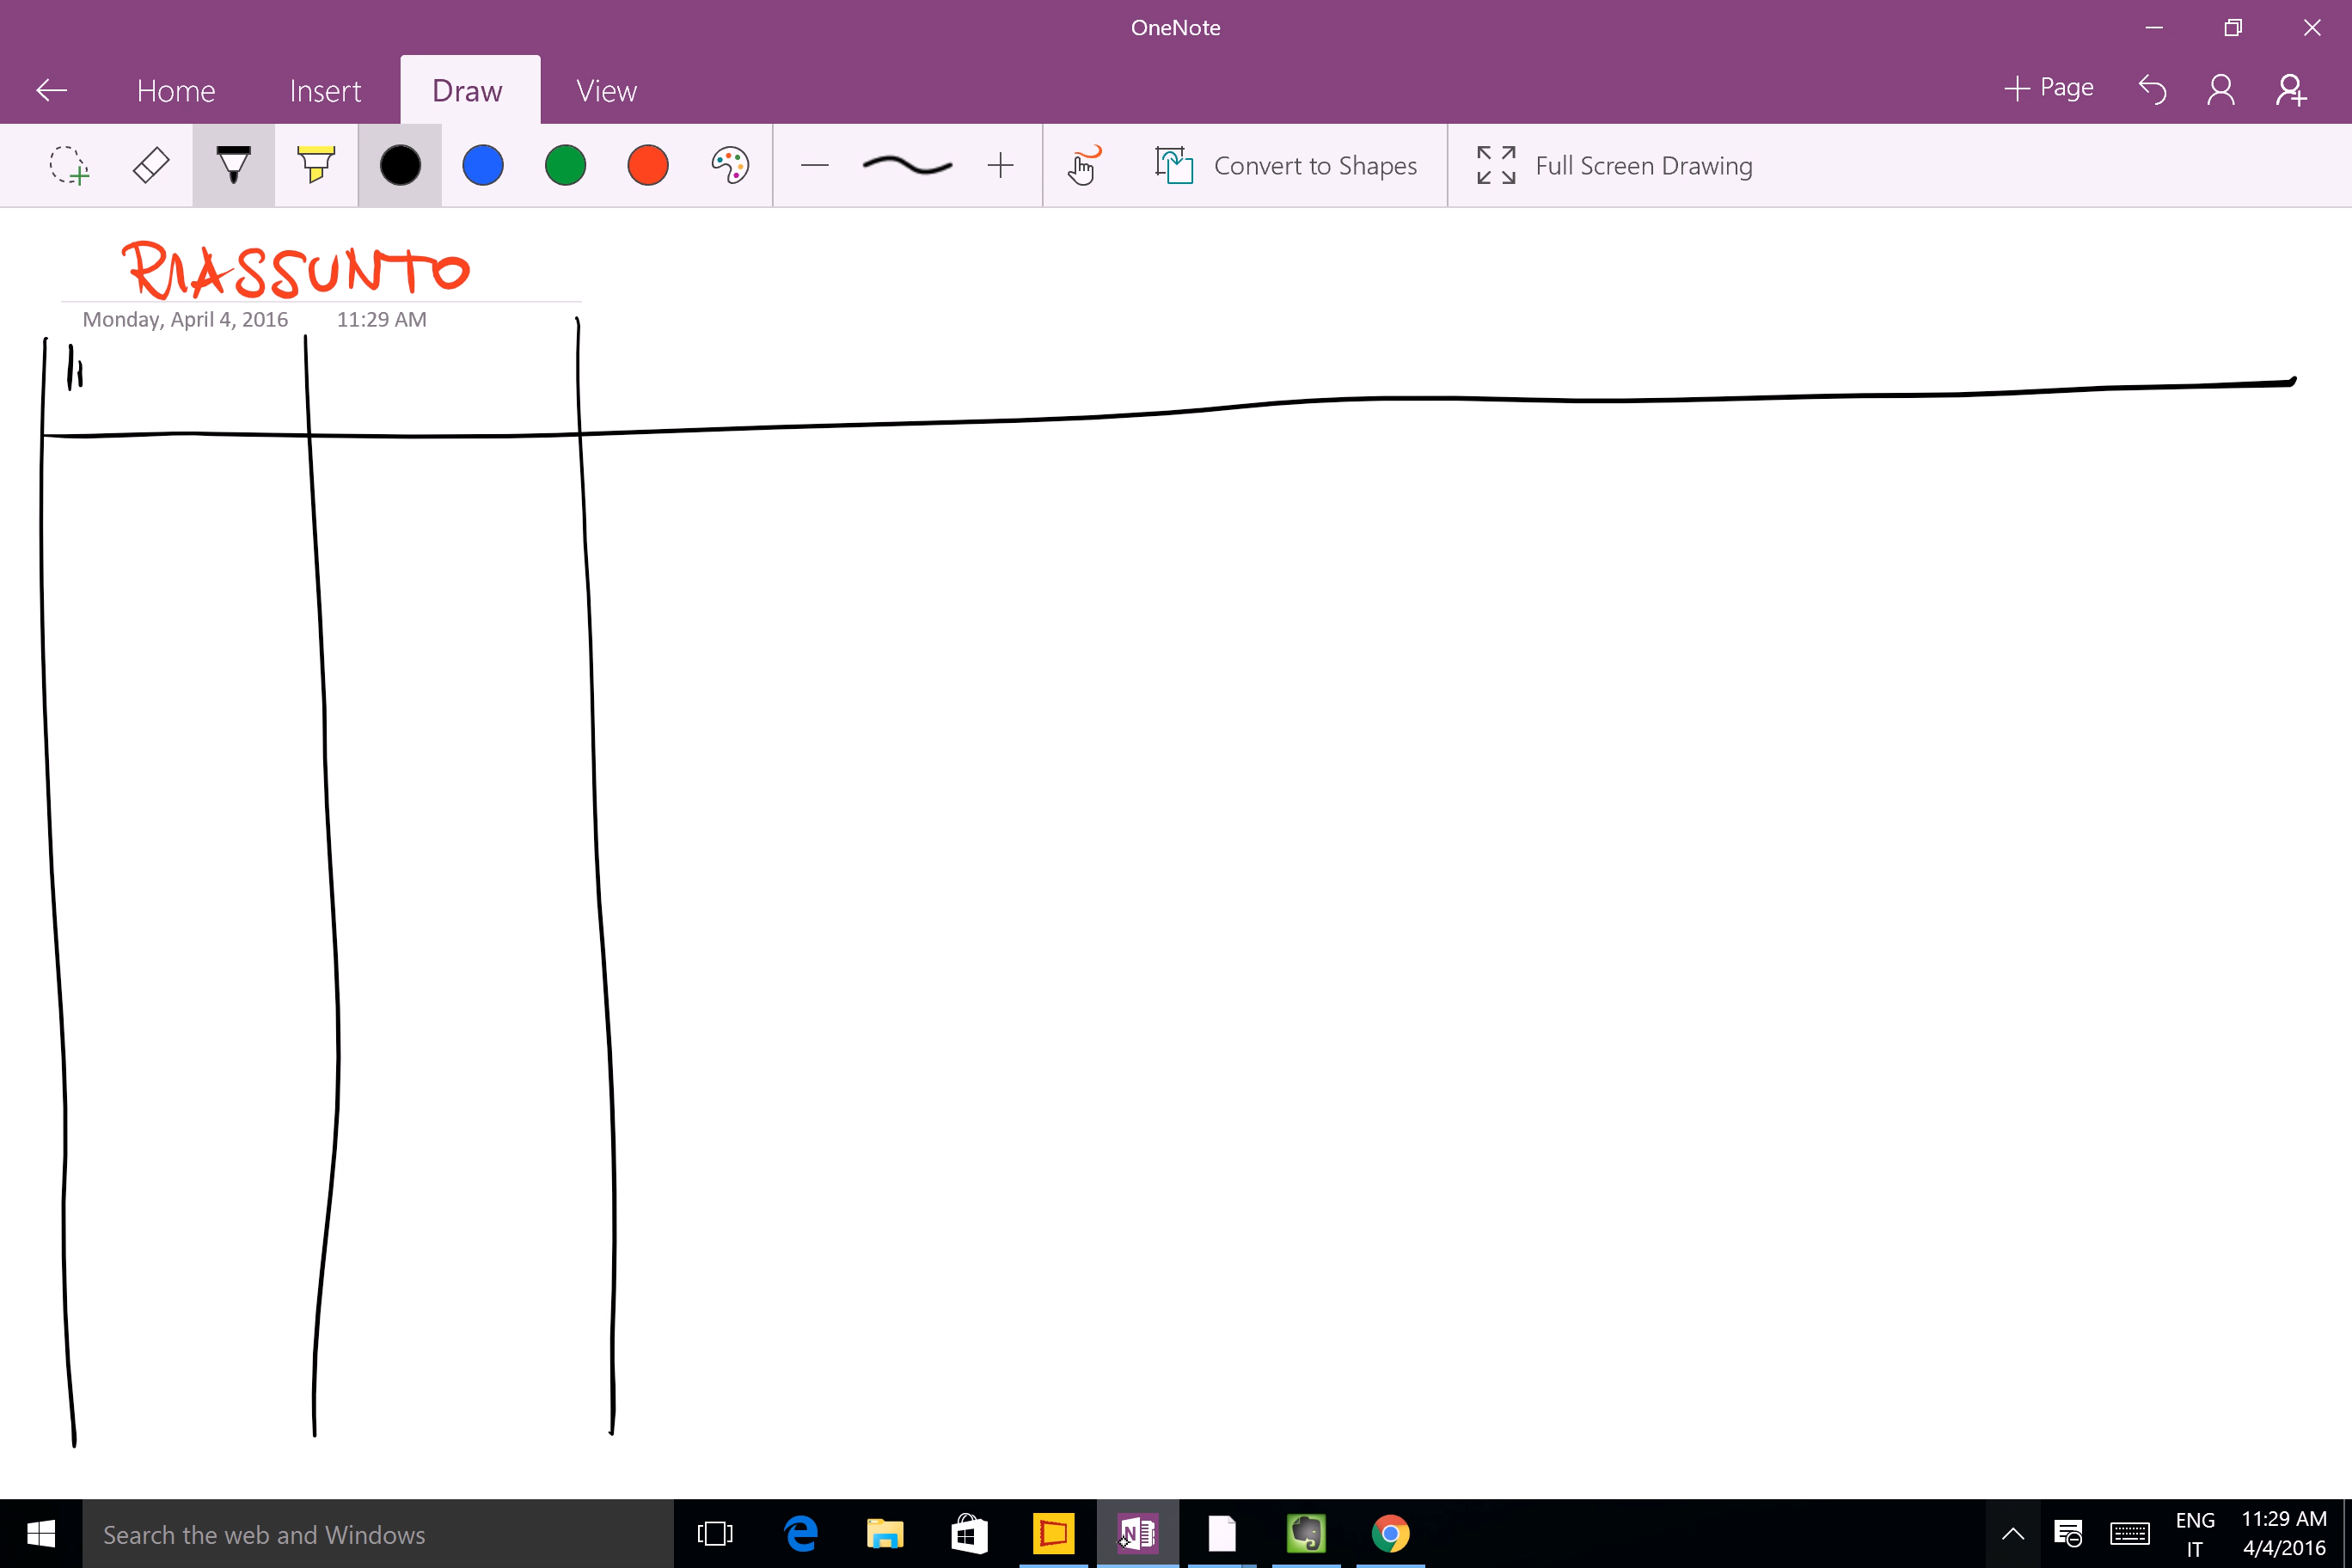 OneNote
Home Insert Draw View + Page
Convert to Shapes Full Screen Drawing
RIASSUNTO
Monday, April 4, 2016 11:29 AM
Search the web and Windows
ENG 11:29 AM
IT 4/4/2016